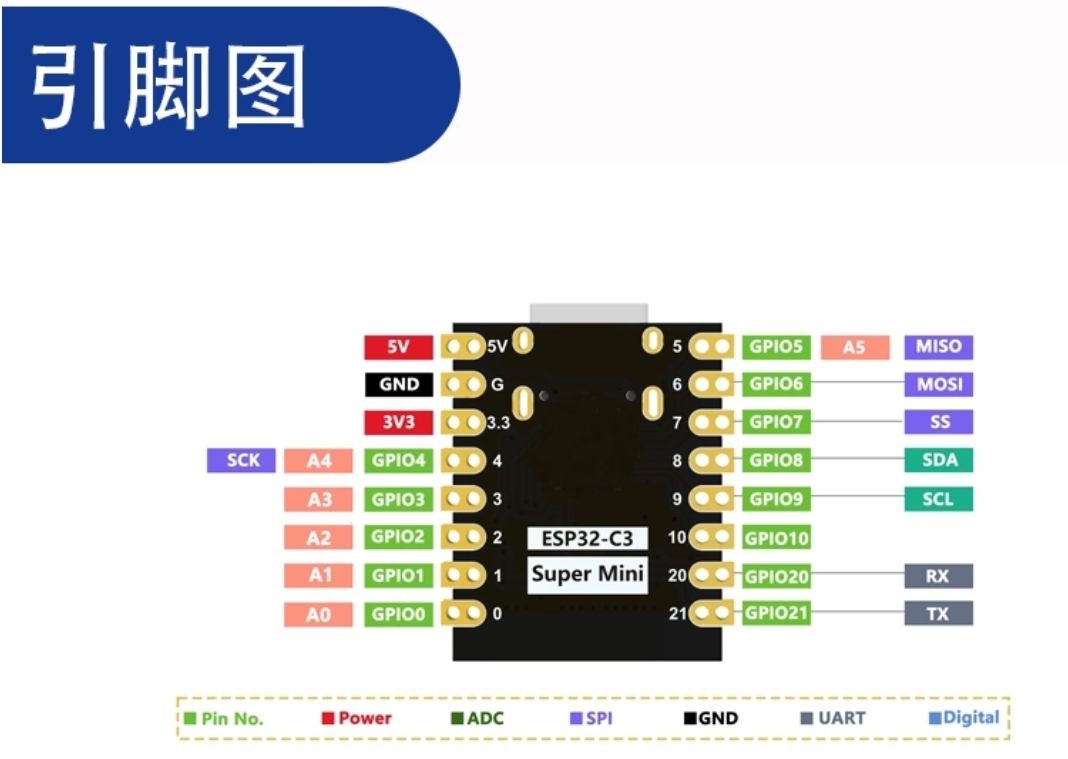 引脚图
5V 5V 5 GPIO5 A5 MISO
GND G 6 GPIO6 MOSI
3V3 3.3 7 GPIO7 SS
SCK A4 GPIO4 4 8 GPIO8 SDA
A3 GPIO3 3 9 GPIO9 SCL
A2 GPIO2 2 ESP32-C3 10 GPIO10
A1 GPIO1 1 Super Mini 20 GPIO20 RX
A0 GPIO0 0 21 GPIO21 TX
Pin No. Power ADC SPI GND UART Digital